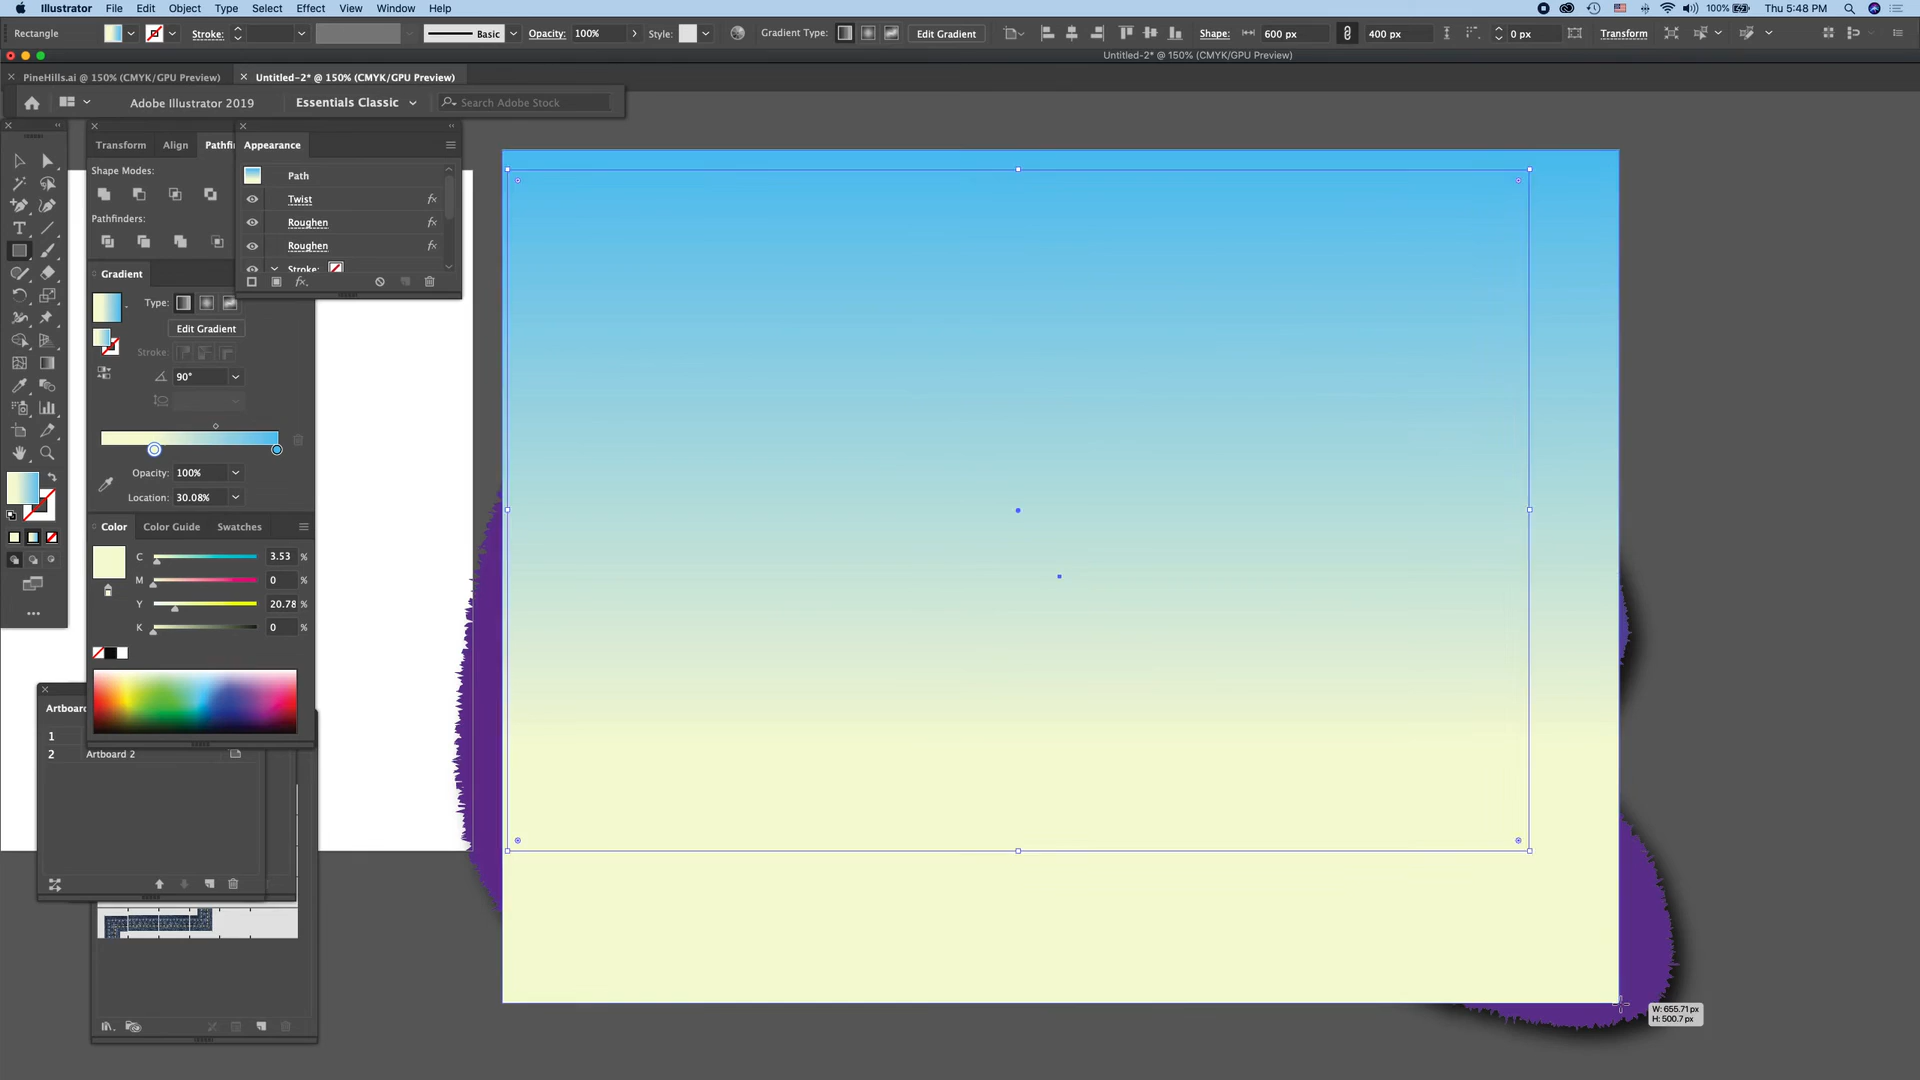 Illustrator File Edit Object Type Select Effect View Window Help 100% Thu 5:48 PM
Rectangle Stroke: Basic Opacity: 100% Style: Gradient Type: Edit Gradient Shape: 600 px 400 px 0 px Transform
Untitled-2* @ 150% (CMYK/GPU Preview)
PineHills.ai @ 150% (CMYK/GPU Preview) Untitled-2* @ 150% (CMYK/GPU Preview)
Adobe Illustrator 2019 Essentials Classic Search Adobe Stock
Transform Align Pathfi Appearance
Shape Modes:
Path
Twist fx
Pathfinders:
Roughen fx
Roughen fx
Stroke:
fx
Gradient
Type:
Edit Gradient
Stroke:
90°
Opacity: 100%
Location: 30.08%
Color Color Guide Swatches
C 3.53 %
M 0 %
Y 20.78 %
K 0 %
Artboar
1
2 Artboard 2
W: 655.71 px
H: 500.7 px